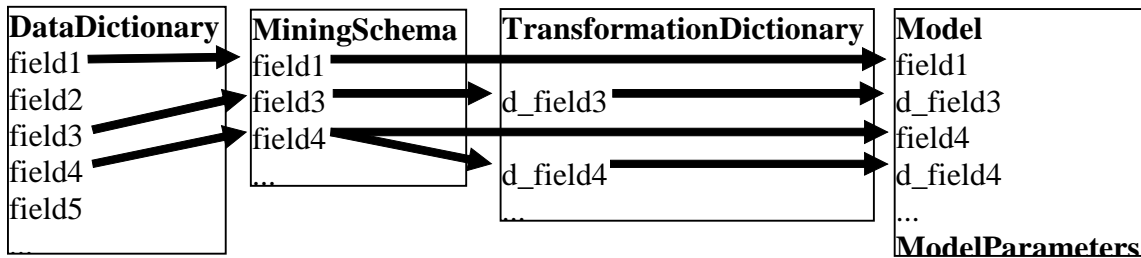 DataDictionary
field1
field2
field3
field4
field5
...
MiningSchema
field1
field3
field4
...
TransformationDictionary
d_field3
d_field4
...
Model
field1
d_field3
field4
d_field4
...
ModelParameters